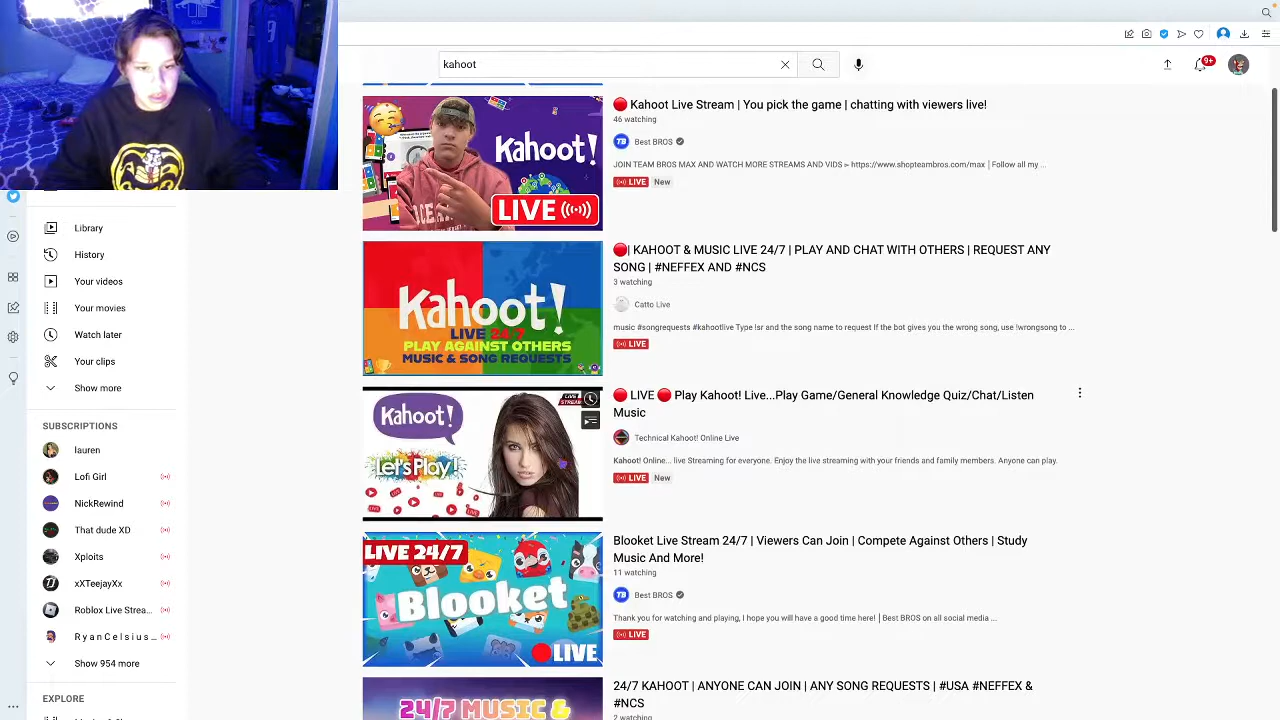 kahoot
9+
🔴 Kahoot Live Stream | You pick the game | chatting with viewers live!
46 watching
Best BROS
JOIN TEAM BROS MAX AND WATCH MORE STREAMS AND VIDS ➢ https://www.shopteambros.com/max | Follow all my ...
LIVE New
Kahoot!
LIVE
🔴| KAHOOT & MUSIC LIVE 24/7 | PLAY AND CHAT WITH OTHERS | REQUEST ANY
SONG | #NEFFEX AND #NCS
3 watching
Catto Live
music #songrequests #kahootlive Type !sr and the song name to request If the bot gives you the wrong song, use !wrongsong to ...
LIVE
Kahoot!
LIVE 24/7
PLAY AGAINST OTHERS
MUSIC & SONG REQUESTS
🔴 LIVE 🔴 Play Kahoot! Live...Play Game/General Knowledge Quiz/Chat/Listen
Music
Technical Kahoot! Online Live
Kahoot! Online... live Streaming for everyone. Enjoy the live streaming with your friends and family members. Anyone can play.
LIVE New
Kahoot!
LIVE
STREAM
Let's Play!
Blooket Live Stream 24/7 | Viewers Can Join | Compete Against Others | Study
Music And More!
11 watching
Best BROS
Thank you for watching and playing, I hope you will have a good time here! | Best BROS on all social media ...
LIVE
LIVE 24/7
Blooket
LIVE
24/7 KAHOOT | ANYONE CAN JOIN | ANY SONG REQUESTS | #USA #NEFFEX &
#NCS
2 watching
24/7 MUSIC &
Library
History
Your videos
Your movies
Watch later
Your clips
Show more
SUBSCRIPTIONS
lauren
Lofi Girl
NickRewind
That dude XD
Xploits
xXTeejayXx
Roblox Live Strea...
R y a n C e l s i u s ...
Show 954 more
EXPLORE